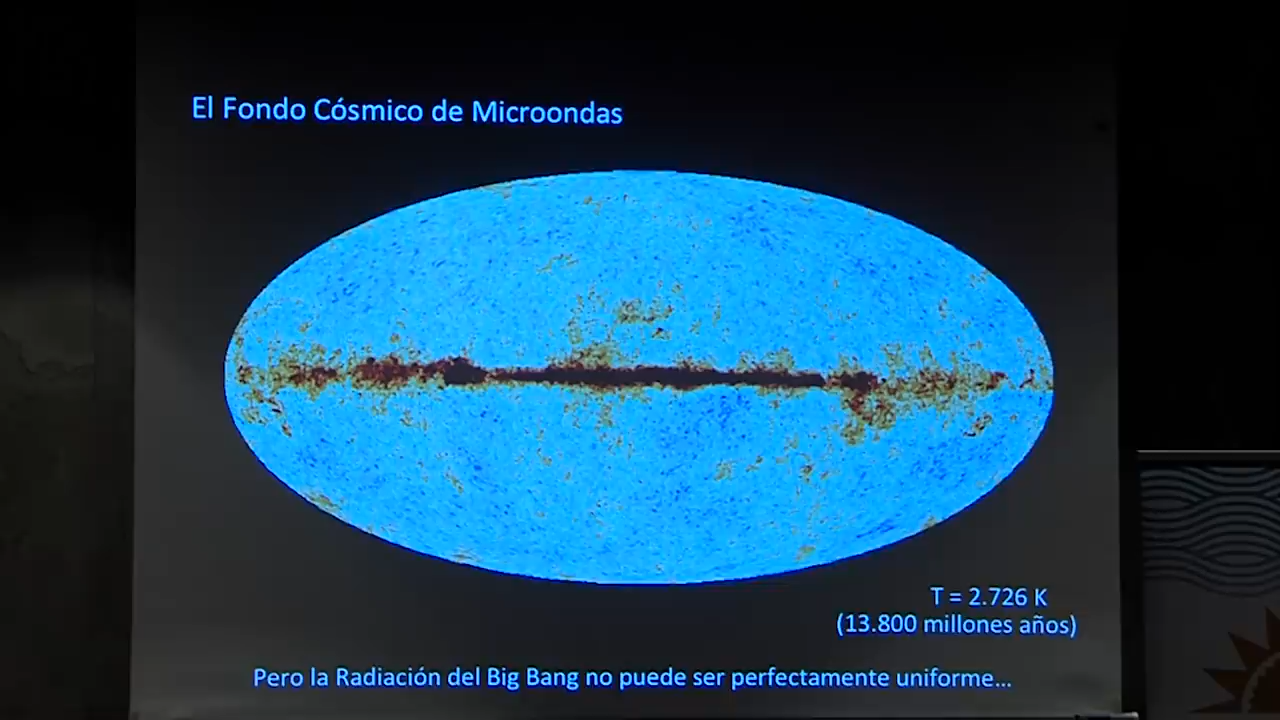 El Fondo Cósmico de Microondas
T = 2.726 K
(13.800 millones años)
Pero la Radiación del Big Bang no puede ser perfectamente uniforme...